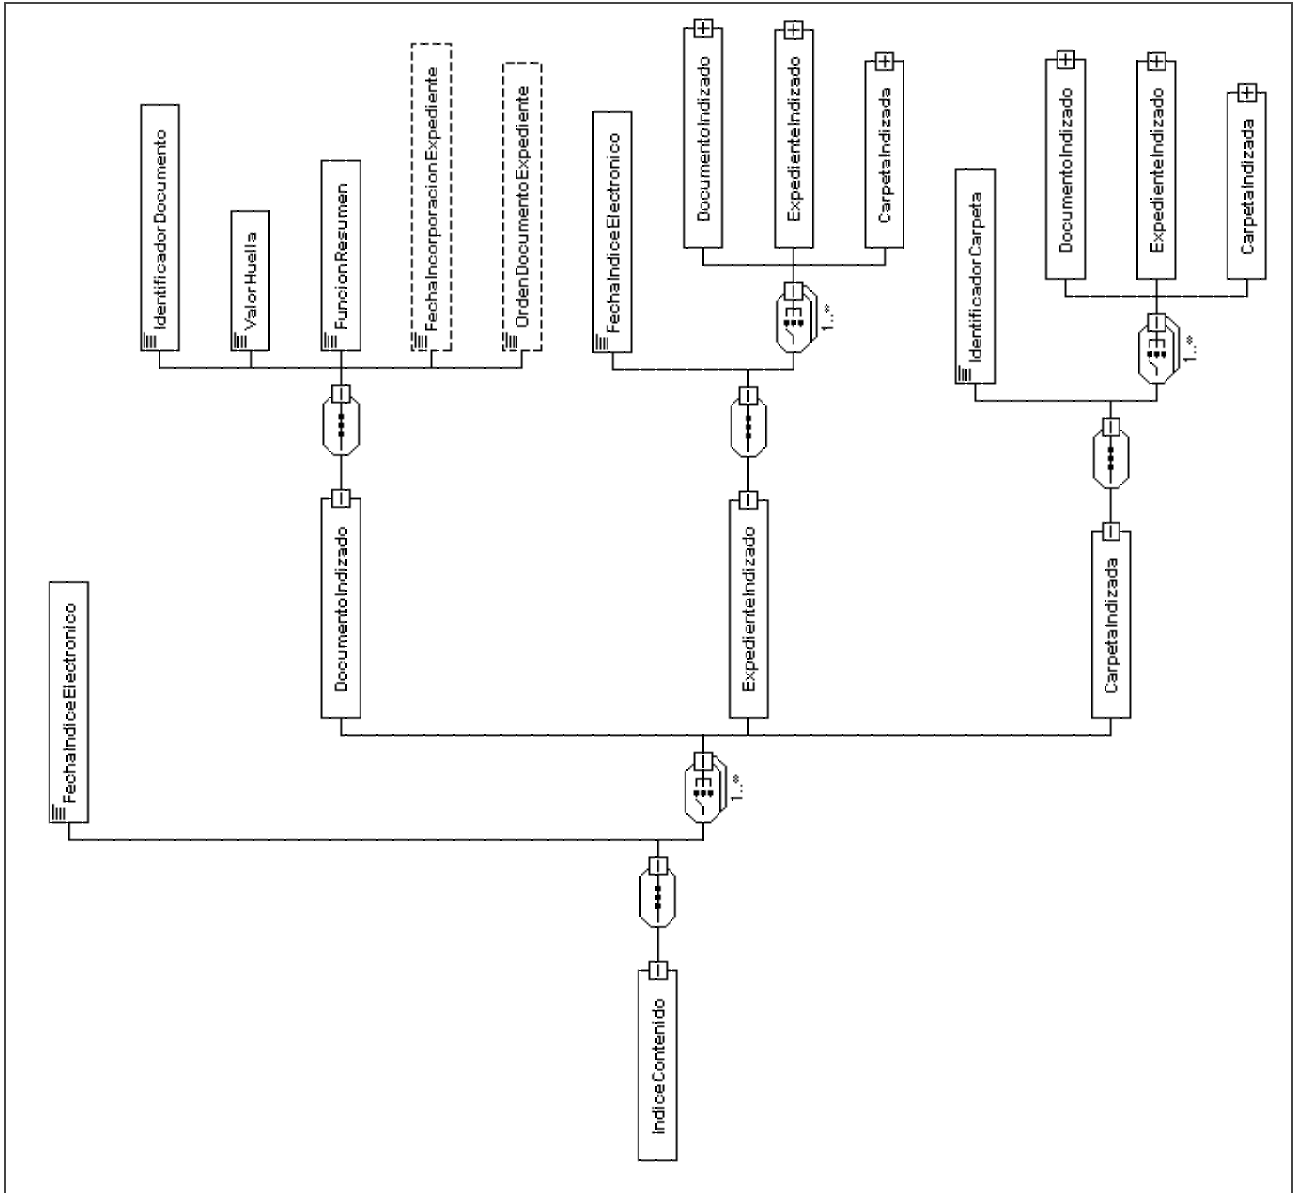 IndiceContenido
FechaIndiceElectronico
1..∞
DocumentoIndizado
IdentificadorDocumento
ValorHuella
FuncionResumen
FechaIncorporacionExpediente
OrdenDocumentoExpediente
ExpedienteIndizado
FechaIndiceElectronico
1..∞
DocumentoIndizado
ExpedienteIndizado
CarpetaIndizada
CarpetaIndizada
IdentificadorCarpeta
1..∞
DocumentoIndizado
ExpedienteIndizado
CarpetaIndizada